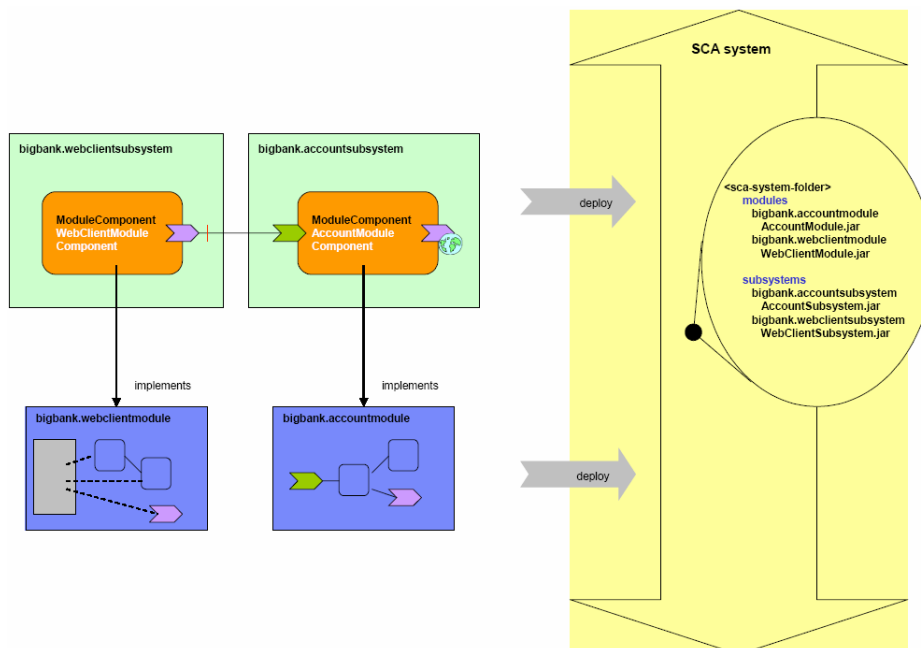 SCA system
bigbank.webclientsubsystem
bigbank.accountsubsystem
ModuleComponent
WebClientModule
Component
ModuleComponent
AccountModule
Component
deploy
<sca-system-folder>
modules
bigbank.accountmodule
AccountModule.jar
bigbank.webclientmodule
WebClientModule.jar
subsystems
bigbank.accountsubsystem
AccountSubsystem.jar
bigbank.webclientsubsystem
WebClientSubsystem.jar
implements
implements
bigbank.webclientmodule
bigbank.accountmodule
deploy